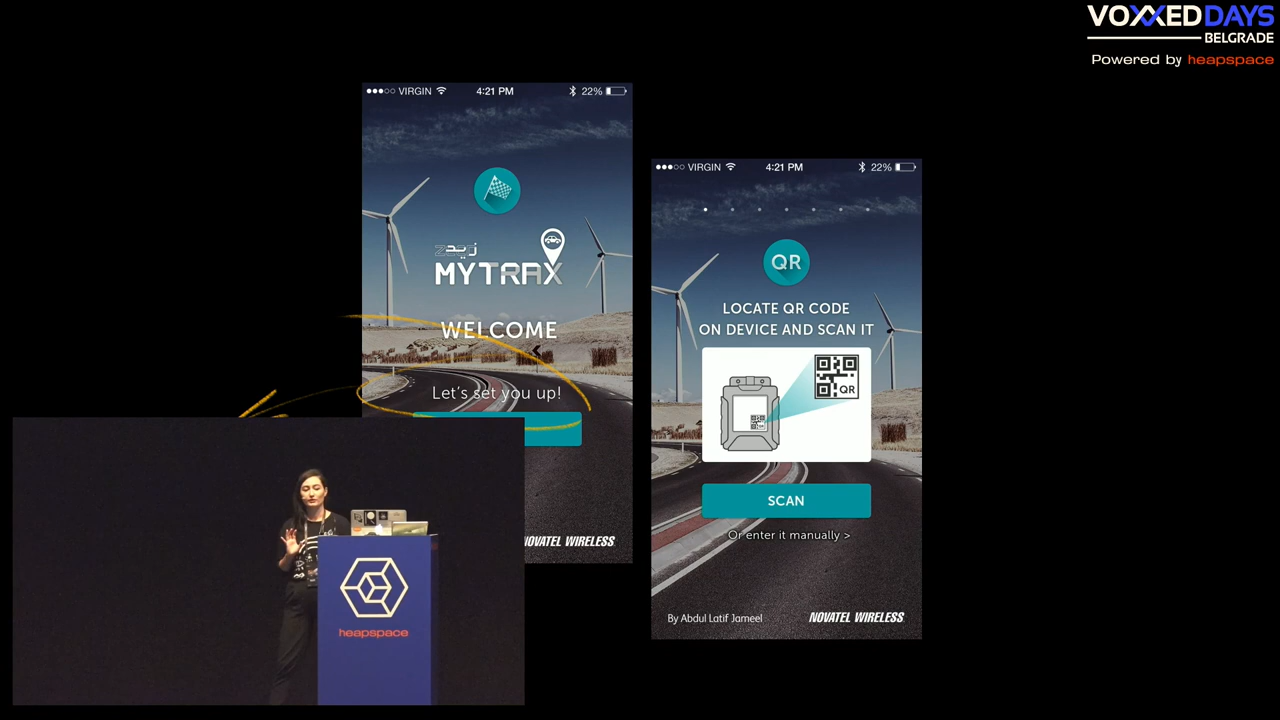 VOXXEDDAYS
BELGRADE
Powered by heapspace
VIRGIN 4:21 PM 22%
زيد
MYTRAX
WELCOME
Let's set you up!
NOVATEL WIRELESS
VIRGIN 4:21 PM 22%
QR
LOCATE QR CODE
ON DEVICE AND SCAN IT
QR
SCAN
Or enter it manually >
By Abdul Latif Jameel NOVATEL WIRELESS
heapspace